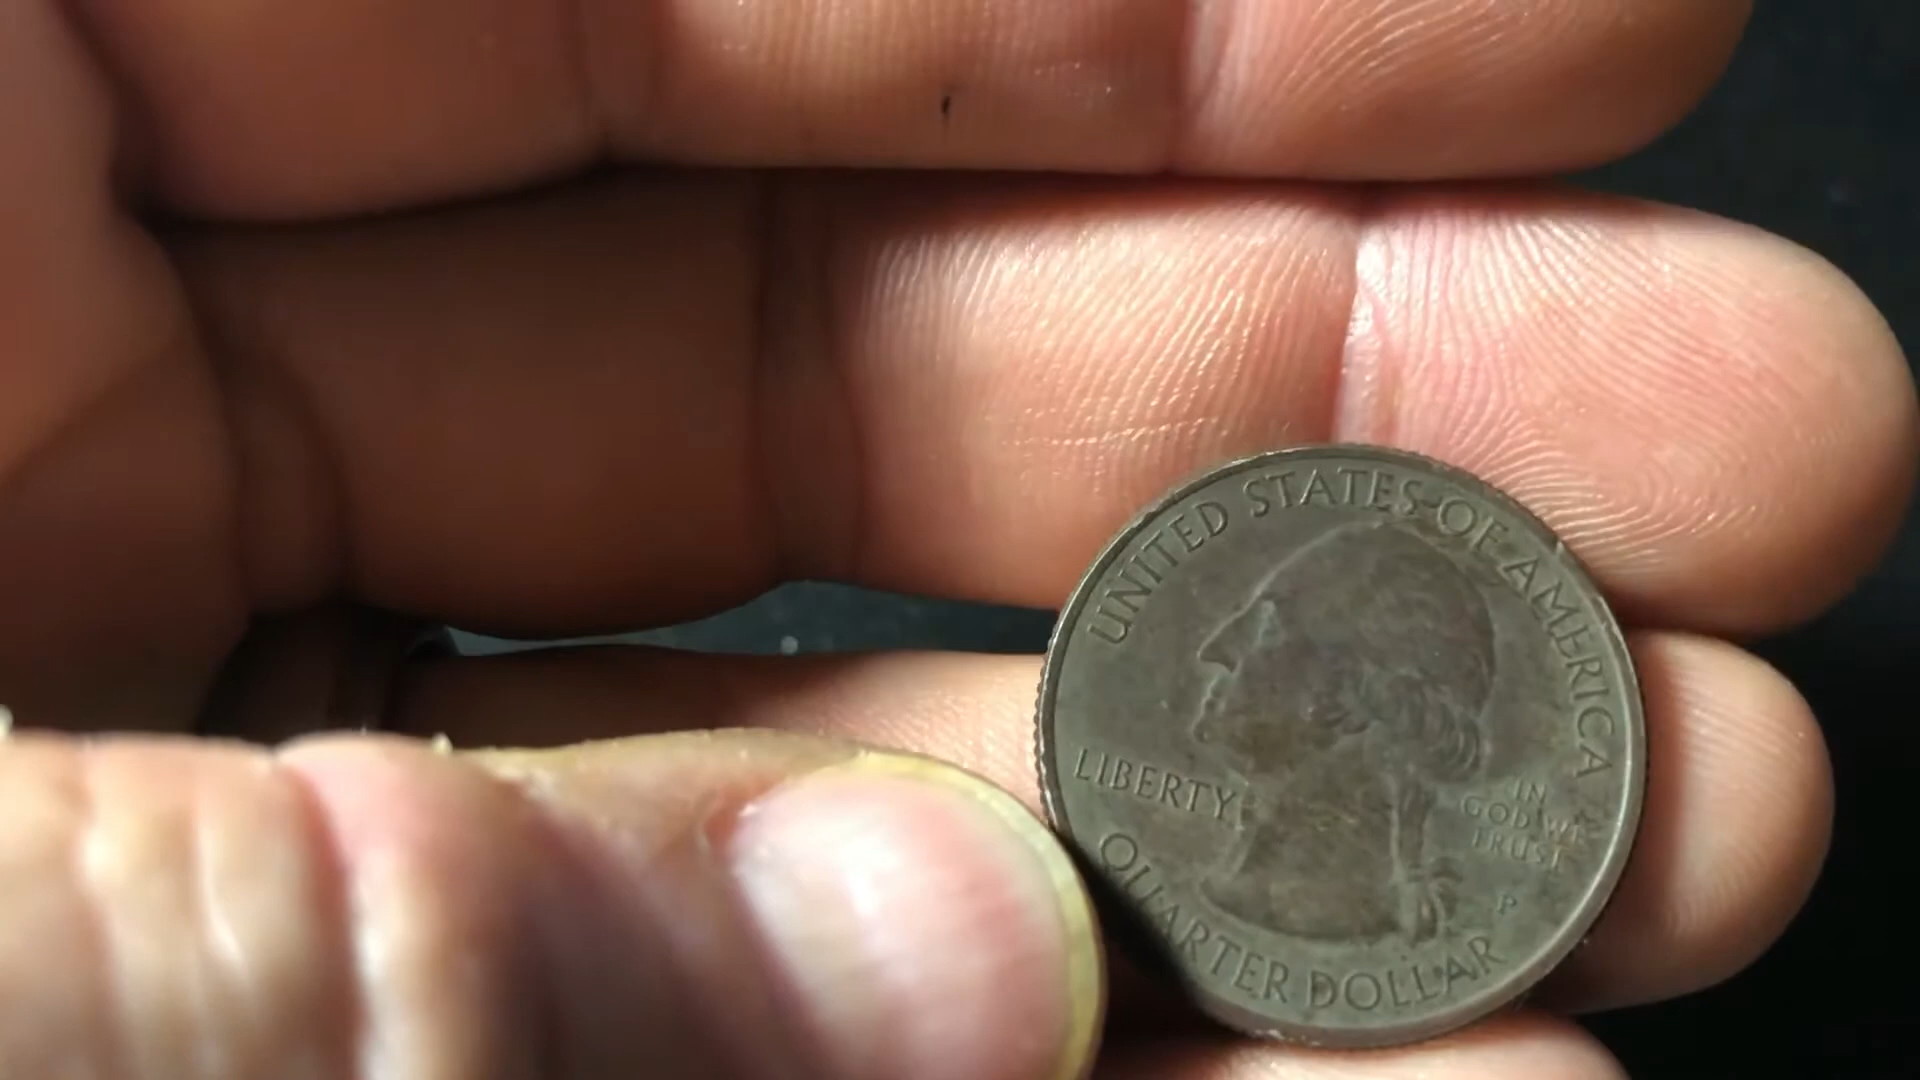 UNITED STATES OF AMERICA
LIBERTY
IN
GOD WE
TRUST
P
QUARTER DOLLAR